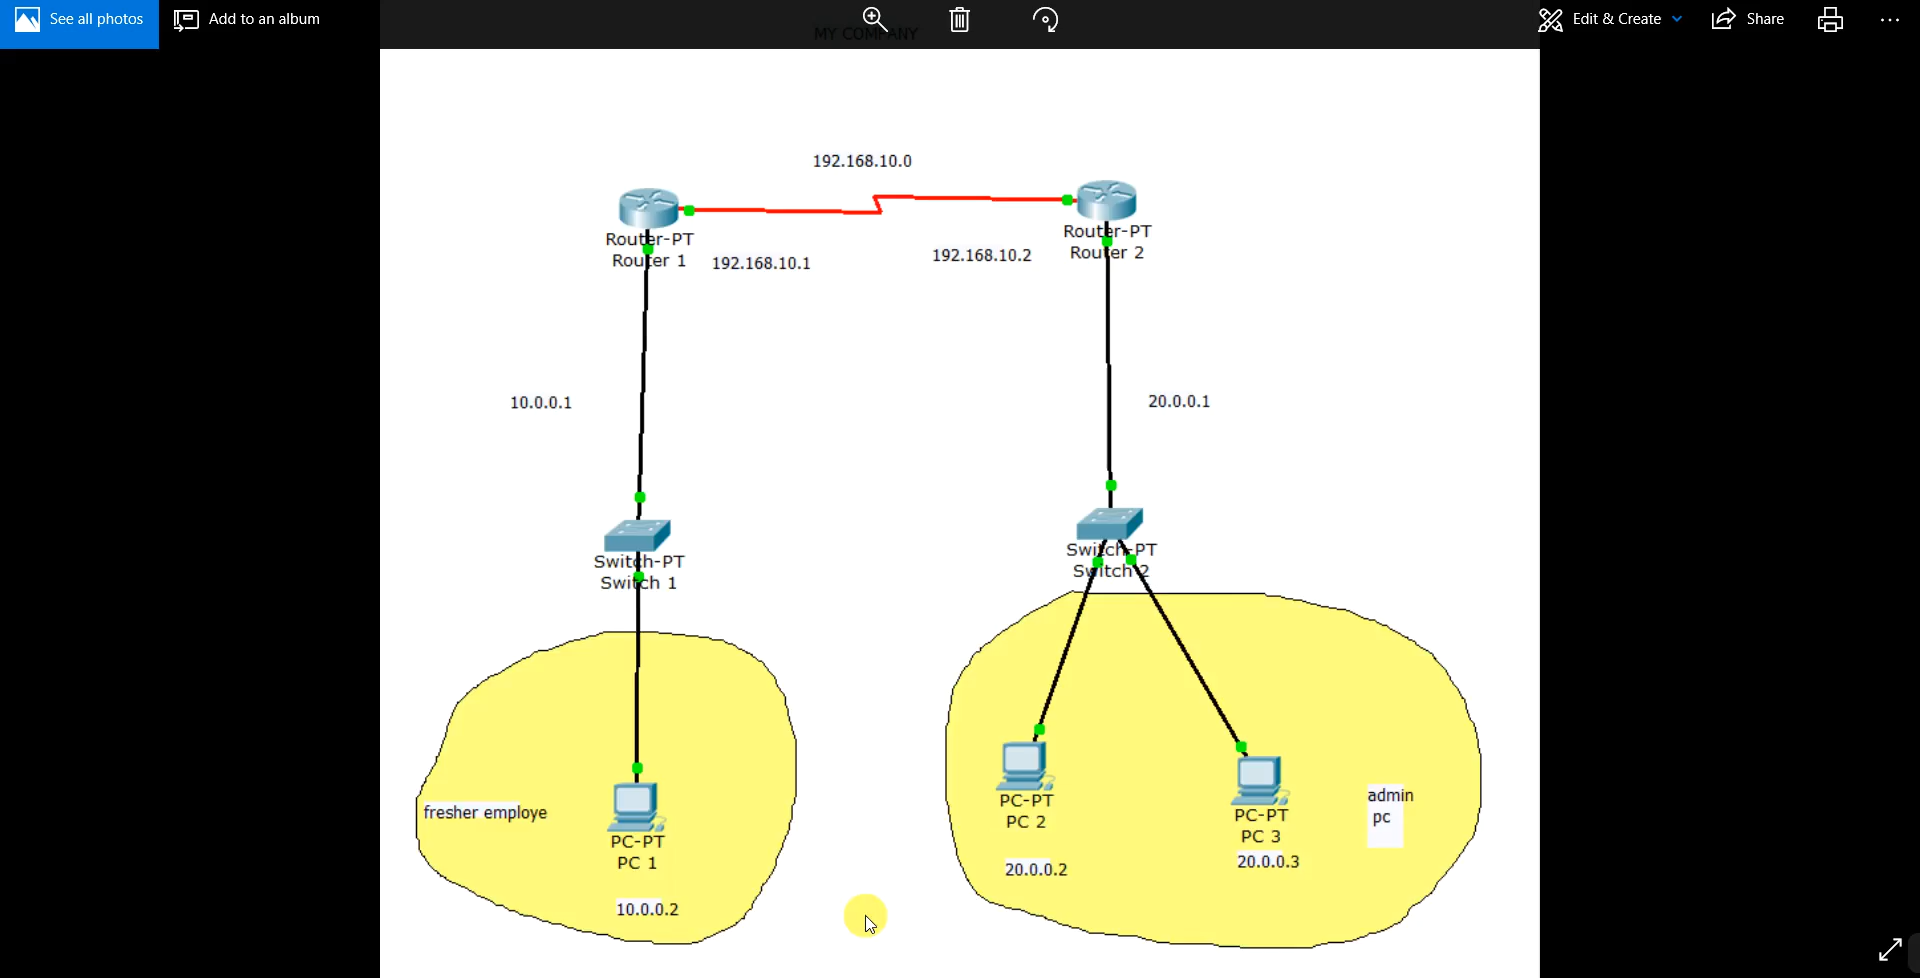 See all photos
Add to an album
Edit & Create
Share
MY COMPANY
192.168.10.0
Router-PT
Router 1
192.168.10.1
192.168.10.2
Router-PT
Router 2
10.0.0.1
20.0.0.1
Switch-PT
Switch 1
Switch-PT
Switch 2
fresher employe
PC-PT
PC 1
10.0.0.2
PC-PT
PC 2
20.0.0.2
PC-PT
PC 3
20.0.0.3
admin
pc